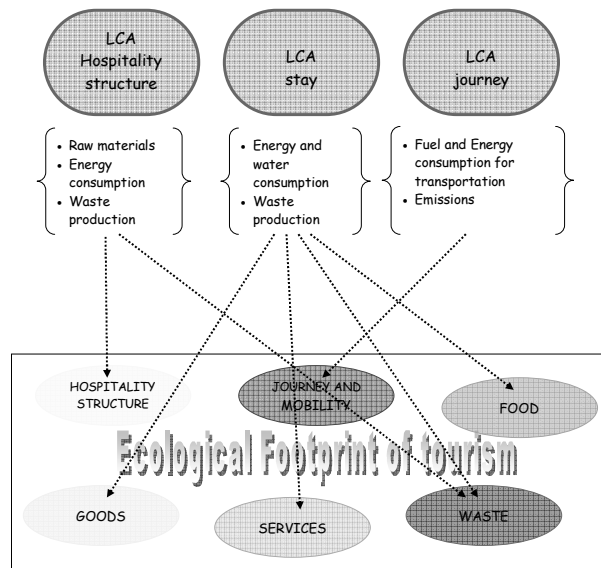 LCA
Hospitality
structure
LCA
stay
LCA
journey
• Raw materials
• Energy
consumption
• Waste
production
• Energy and
water
consumption
• Waste
production
• Fuel and Energy
consumption for
transportation
• Emissions
HOSPITALITY
STRUCTURE
JOURNEY AND
MOBILITY
FOOD
Ecological Footprint of tourism
GOODS
SERVICES
WASTE